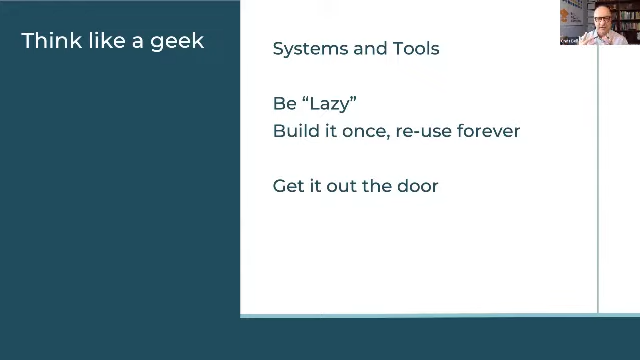 Think like a geek
Systems and Tools
Be “Lazy”
Build it once, re-use forever
Get it out the door